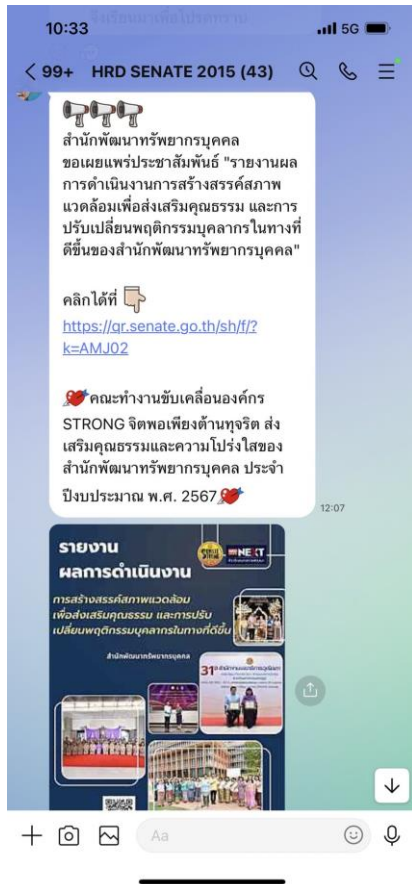 10:33
5G
99+ HRD SENATE 2015 (43)
สำนักพัฒนาทรัพยากรบุคคล
ขอเผยแพร่ประชาสัมพันธ์ "รายงานผล
การดำเนินงานการสร้างสรรค์สภาพ
แวดล้อมเพื่อส่งเสริมคุณธรรม และการ
ปรับเปลี่ยนพฤติกรรมบุคลากรในทางที่
ดีขึ้นของสำนักพัฒนาทรัพยากรบุคคล"
คลิกได้ที่
https://qr.senate.go.th/sh/f/?
k=AMJ02
คณะทำงานขับเคลื่อนองค์กร
STRONG จิตพอเพียงต้านทุจริต ส่ง
เสริมคุณธรรมและความโปร่งใสของ
สำนักพัฒนาทรัพยากรบุคคล ประจำ
ปีงบประมาณ พ.ศ. 2567
12:07
รายงาน
ผลการดำเนินงาน
NEXT
การสร้างสรรค์สภาพแวดล้อม
เพื่อส่งเสริมคุณธรรม และการปรับ
เปลี่ยนพฤติกรรมบุคลากรในทางที่ดีขึ้น
สำนักพัฒนาทรัพยากรบุคคล
31
Aa